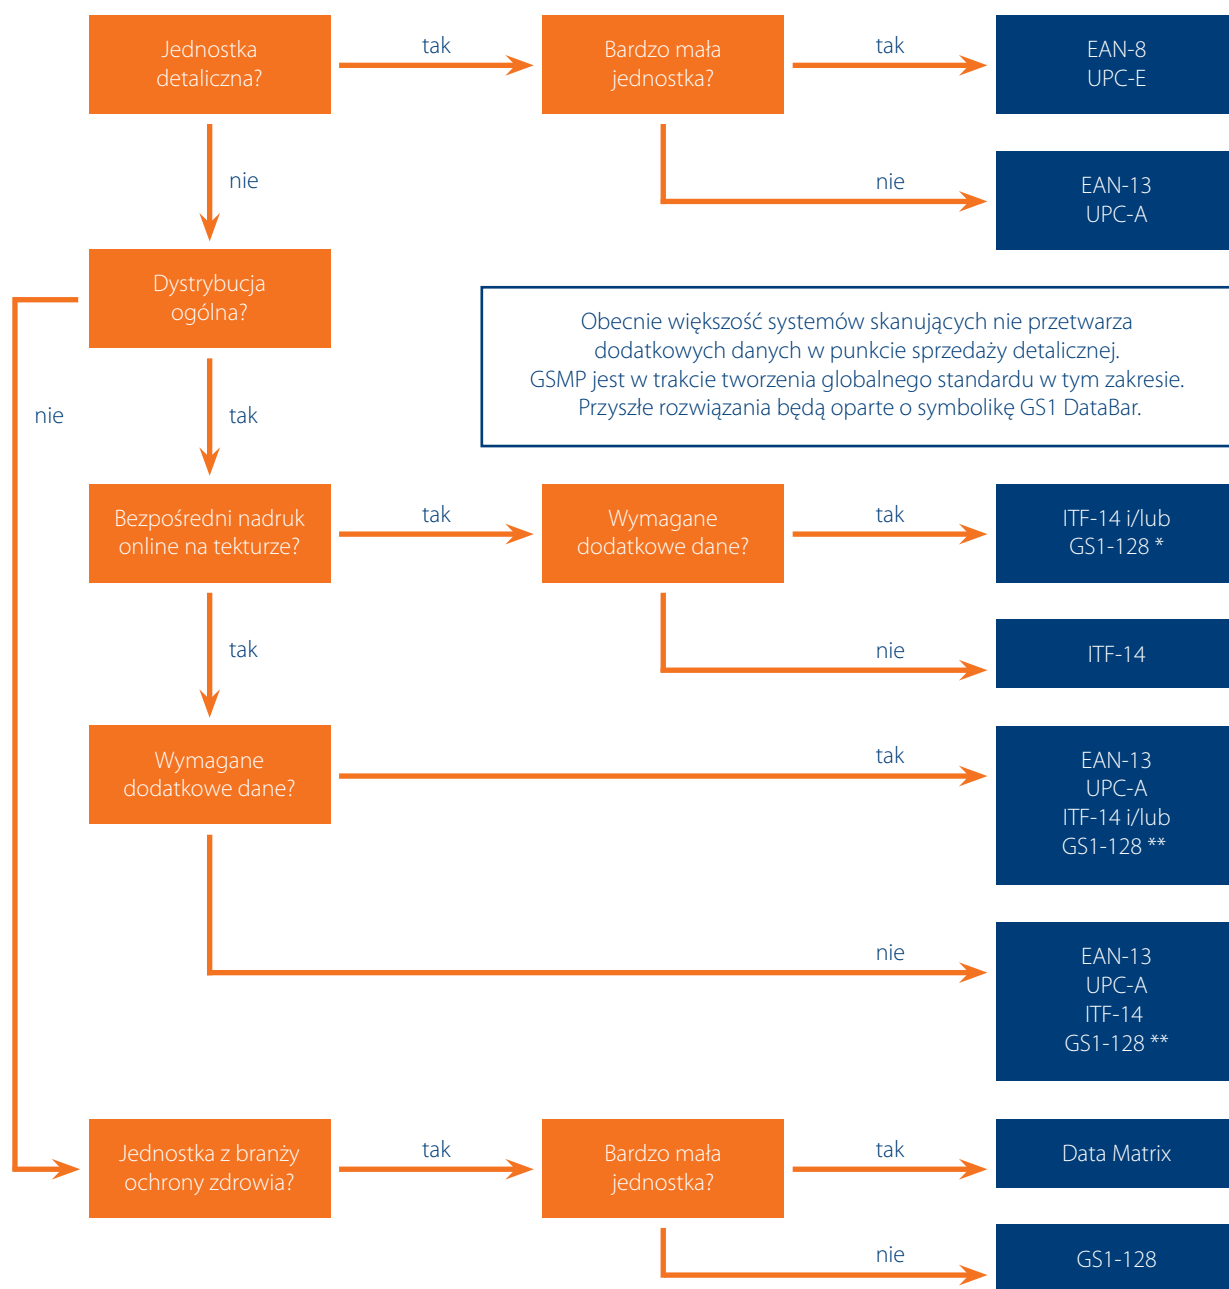 Jednostka
detaliczna?
tak
Bardzo mała
jednostka?
tak
EAN-8
UPC-E
nie
nie
EAN-13
UPC-A
Dystrybucja
ogólna?
Obecnie większość systemów skanujących nie przetwarza
dodatkowych danych w punkcie sprzedaży detalicznej.
GSMP jest w trakcie tworzenia globalnego standardu w tym zakresie.
Przyszłe rozwiązania będą oparte o symbolikę GS1 DataBar.
nie
tak
Bezpośredni nadruk
online na tekturze?
tak
Wymagane
dodatkowe dane?
tak
ITF-14 i/lub
GS1-128 *
tak
nie
ITF-14
Wymagane
dodatkowe dane?
tak
EAN-13
UPC-A
ITF-14 i/lub
GS1-128 **
nie
EAN-13
UPC-A
ITF-14
GS1-128 **
Jednostka z branży
ochrony zdrowia?
tak
Bardzo mała
jednostka?
tak
Data Matrix
nie
GS1-128